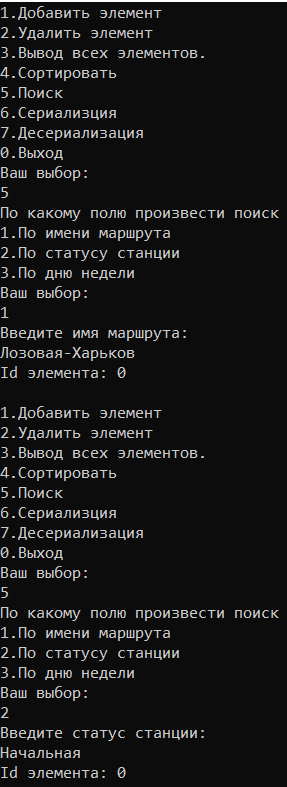 1.Добавить элемент
2.Удалить элемент
3.Вывод всех элементов.
4.Сортировать
5.Поиск
6.Сериализция
7.Десериализация
0.Выход
Ваш выбор:
5
По какому полю произвести поиск
1.По имени маршрута
2.По статусу станции
3.По дню недели
Ваш выбор:
1
Введите имя маршрута:
Лозовая-Харьков
Id элемента: 0

1.Добавить элемент
2.Удалить элемент
3.Вывод всех элементов.
4.Сортировать
5.Поиск
6.Сериализция
7.Десериализация
0.Выход
Ваш выбор:
5
По какому полю произвести поиск
1.По имени маршрута
2.По статусу станции
3.По дню недели
Ваш выбор:
2
Введите статус станции:
Начальная
Id элемента: 0